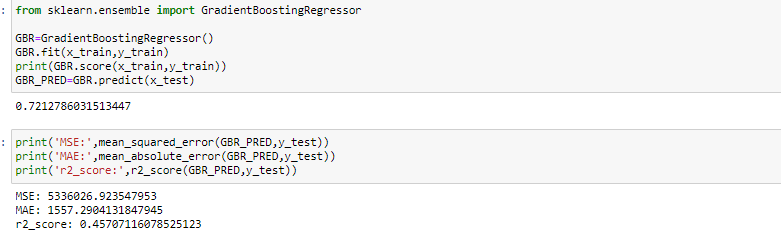 : from sklearn.ensemble import GradientBoostingRegressor
GBR=GradientBoostingRegressor()
GBR.fit(x_train,y_train)
print(GBR.score(x_train,y_train))
GBR_PRED=GBR.predict(x_test)
0.7212786031513447
: print('MSE:',mean_squared_error(GBR_PRED,y_test))
print('MAE:',mean_absolute_error(GBR_PRED,y_test))
print('r2_score:',r2_score(GBR_PRED,y_test))
MSE: 5336026.923547953
MAE: 1557.2904131847945
r2_score: 0.45707116078525123